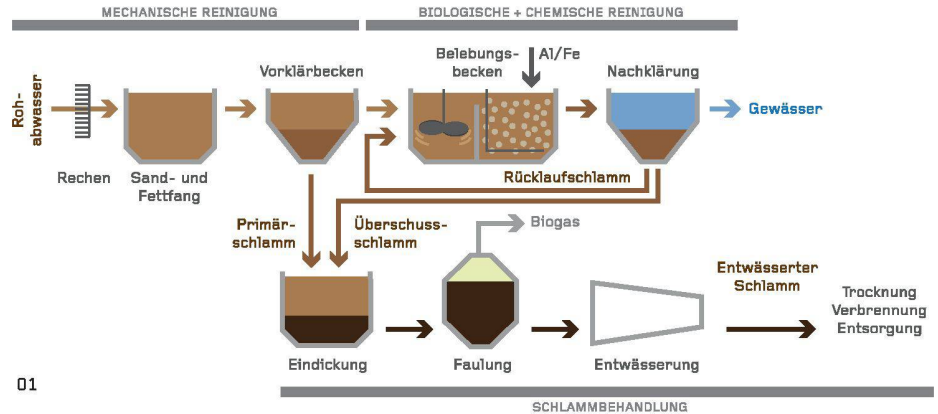 MECHANISCHE REINIGUNG
BIOLOGISCHE + CHEMISCHE REINIGUNG
Roh-
abwasser
Rechen
Sand- und
Fettfang
Vorklärbecken
Belebungs-
becken
Al/Fe
Nachklärung
Gewässer
Rücklaufschlamm
Primär-
schlamm
Überschuss-
schlamm
Biogas
Eindickung
Faulung
Entwässerung
Entwässerter
Schlamm
Trocknung
Verbrennung
Entsorgung
01
SCHLAMMBEHANDLUNG